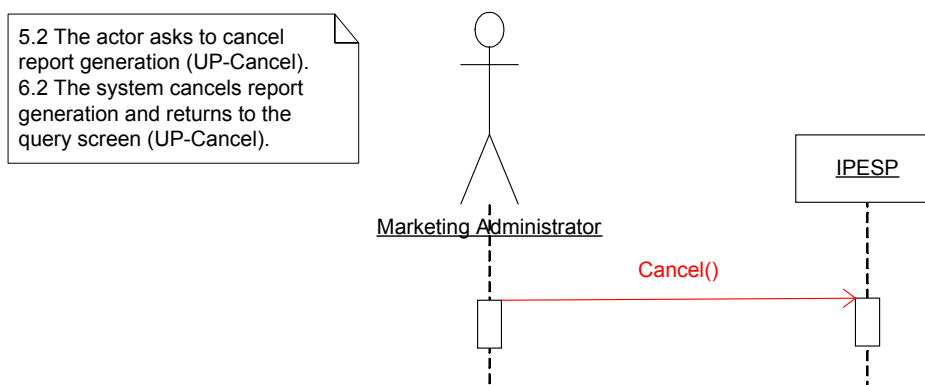 5.2 The actor asks to cancel
report generation (UP-Cancel).
6.2 The system cancels report
generation and returns to the
query screen (UP-Cancel).
IPESP
Marketing Administrator
Cancel()